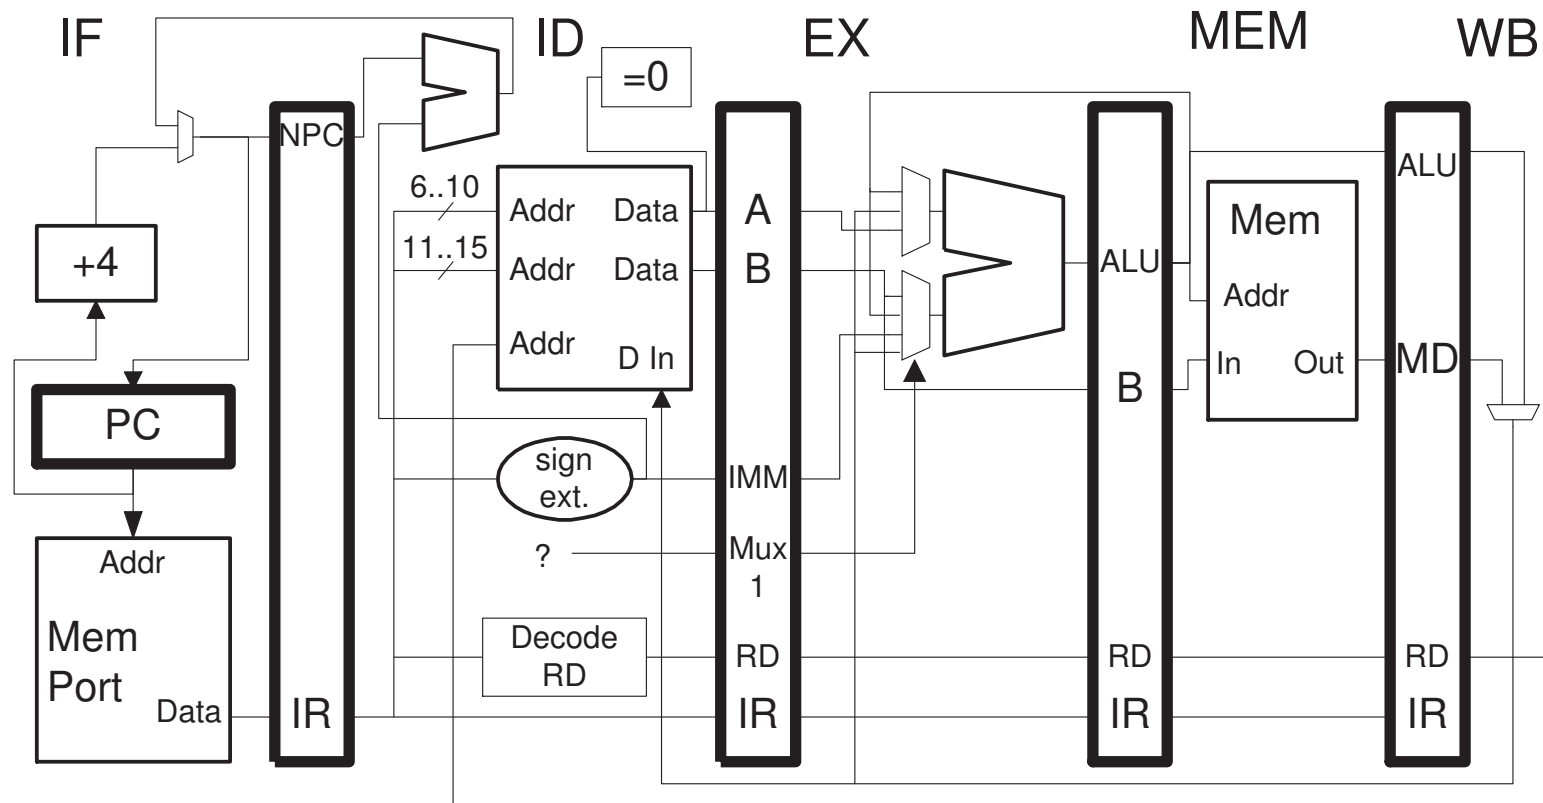 IF
ID
EX
MEM
WB
=0
NPC
+4
PC
Addr
Mem
Port
Data
IR
6..10
11..15
Addr
Data
Addr
Data
Addr
D In
sign
ext.
?
Decode
RD
A
B
IMM
Mux
1
RD
IR
ALU
B
RD
IR
Mem
Addr
In
Out
ALU
MD
RD
IR